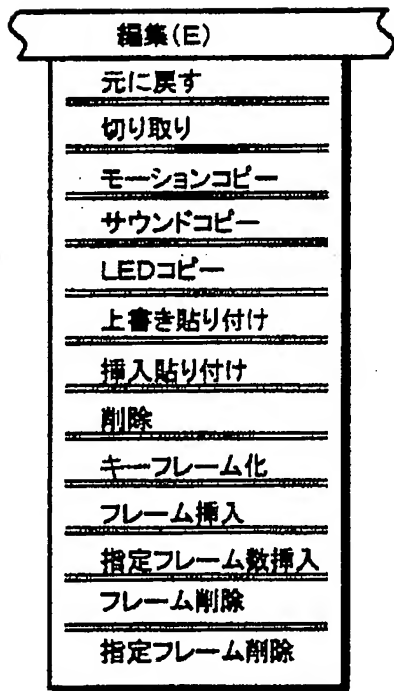 編集(E)
元に戻す
切り取り
モーションコピー
サウンドコピー
LEDコピー
上書き貼り付け
挿入貼り付け
削除
キーフレーム化
フレーム挿入
指定フレーム数挿入
フレーム削除
指定フレーム削除